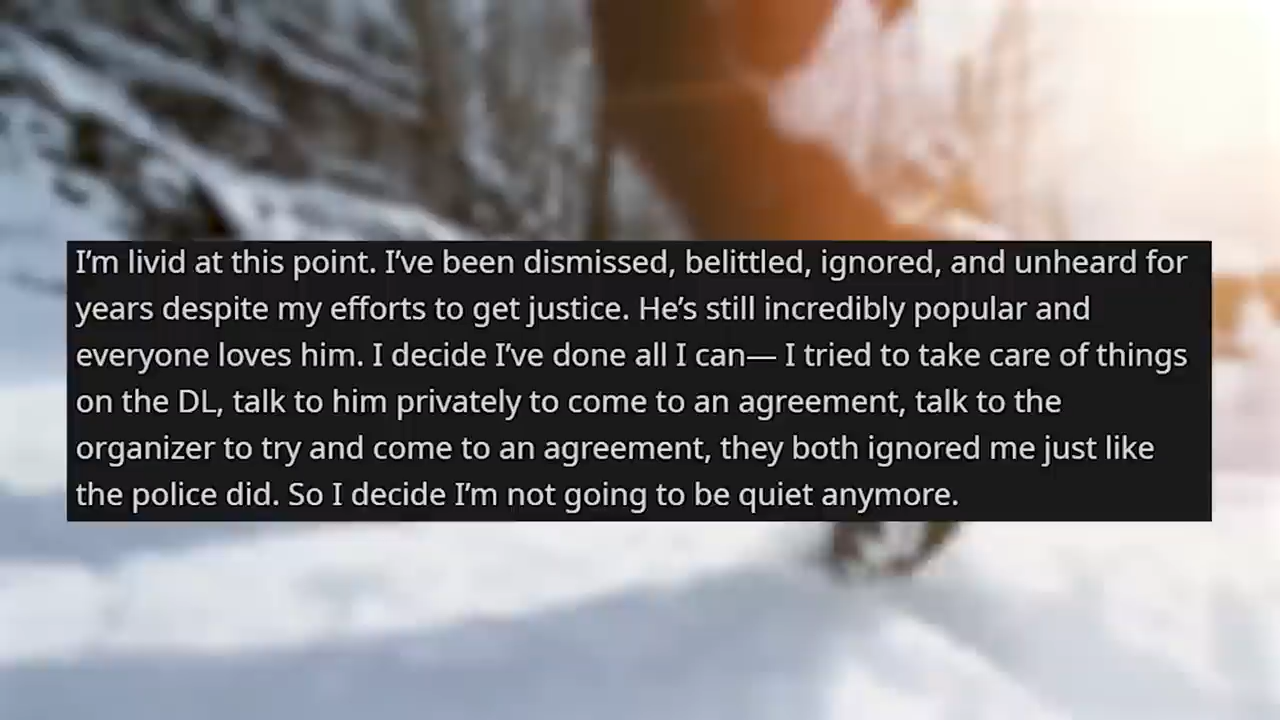 I’m livid at this point. I’ve been dismissed, belittled, ignored, and unheard for
years despite my efforts to get justice. He’s still incredibly popular and
everyone loves him. I decide I’ve done all I can— I tried to take care of things
on the DL, talk to him privately to come to an agreement, talk to the
organizer to try and come to an agreement, they both ignored me just like
the police did. So I decide I’m not going to be quiet anymore.